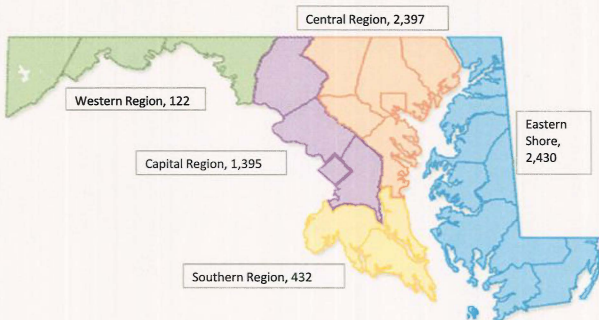 Central Region, 2,397
Western Region, 122
Eastern
Shore,
2,430
Capital Region, 1,395
Southern Region, 432